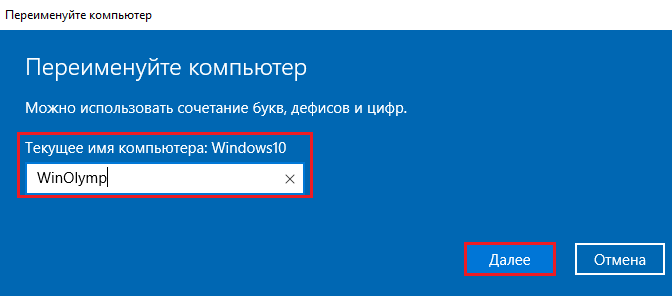 Переименуйте компьютер
Переименуйте компьютер
Можно использовать сочетание букв, дефисов и цифр.
Текущее имя компьютера: Windows10
WinOlymp
Далее
Отмена